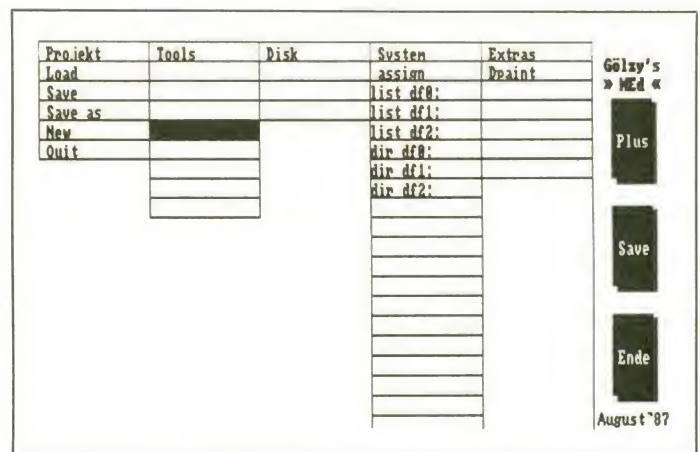 Projekt Tools Disk System Extras
Load assign Dpaint
Save list df0:
Save as list df1:
New list df2:
Quit dir df0:
dir df1:
dir df2:
Gölzy's
» MEd «
Plus
Save
Ende
August~87